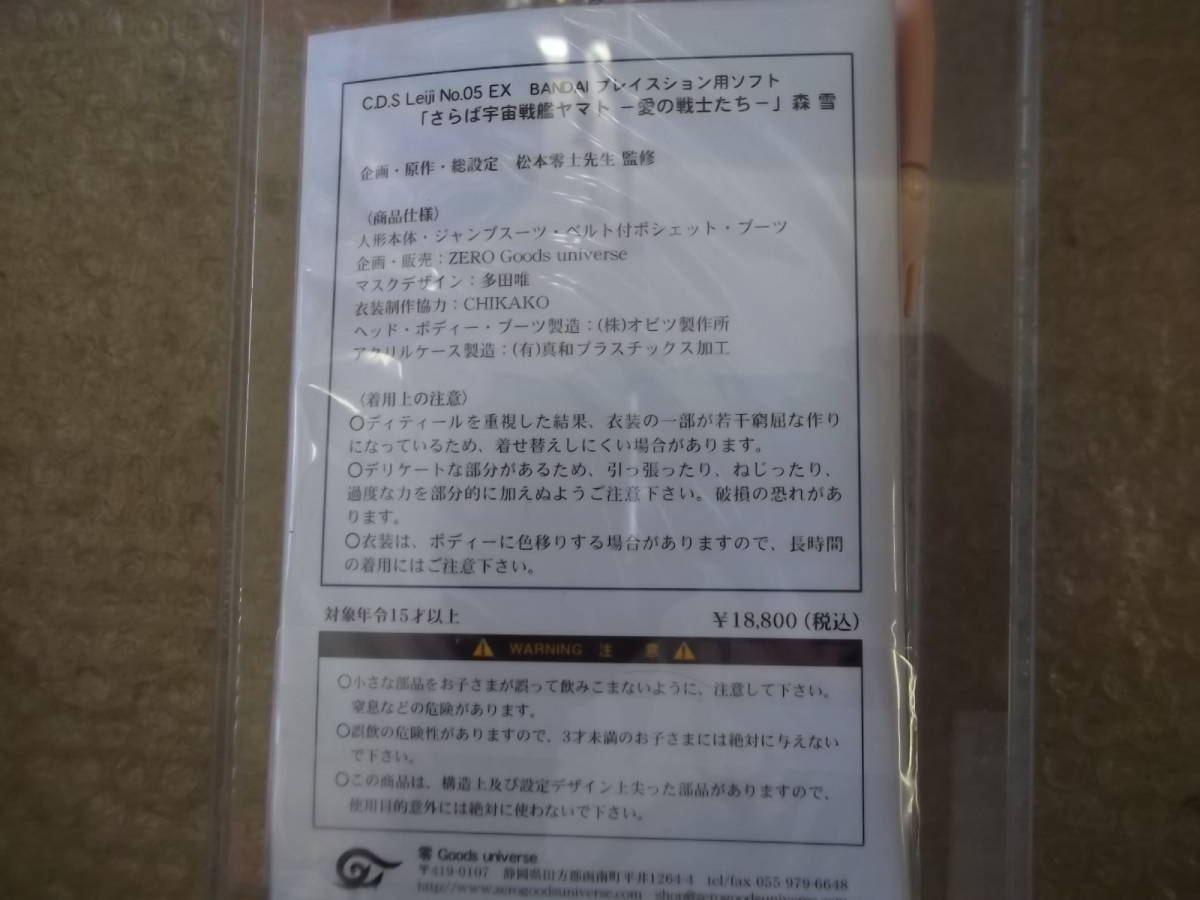 C.D.S Leiji No.05 EX　BANDAI プレイスション用ソフト
「さらば宇宙戦艦ヤマト －愛の戦士たち－」森 雪
企画・原作・総設定　松本零士先生 監修
（商品仕様）
人形本体・ジャンプスーツ・ベルト付ポシェット・ブーツ
企画・販売：ZERO Goods universe
マスクデザイン：多田唯
衣装制作協力：CHIKAKO
ヘッド・ボディー・ブーツ製造：(株)オビツ製作所
アクリルケース製造：(有)真和プラスチックス加工
（着用上の注意）
○ディティールを重視した結果、衣装の一部が若干窮屈な作り
になっているため、着せ替えしにくい場合があります。
○デリケートな部分があるため、引っ張ったり、ねじったり、
過度な力を部分的に加えぬようご注意下さい。破損の恐れがあ
ります。
○衣装は、ボディーに色移りする場合がありますので、長時間
の着用にはご注意下さい。
対象年令15才以上　￥18,800（税込）
WARNING 注 意
○小さな部品をお子さまが誤って飲みこまないように、注意して下さい。
窒息などの危険があります。
○誤飲の危険性がありますので、3才未満のお子さまには絶対に与えない
で下さい。
○この商品は、構造上及び設定デザイン上尖った部品がありますので、
使用目的意外には絶対に使わないで下さい。
零 Goods universe
〒419-0107　静岡県田方郡函南町平井1264-4　tel/fax 055 979-6648
http://www.zerogoodsuniverse.com　shop@zerogoodsuniverse.com